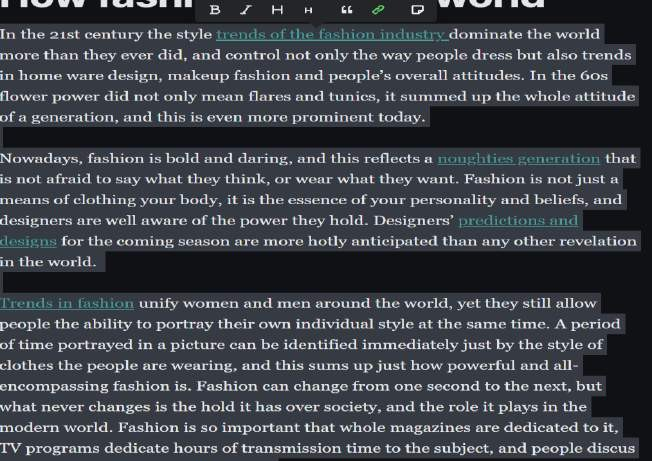 How fashi world
B i H H “
In the 21st century the style trends of the fashion industry dominate the world
more than they ever did, and control not only the way people dress but also trends
in home ware design, makeup fashion and people’s overall attitudes. In the 60s
flower power did not only mean flares and tunics, it summed up the whole attitude
of a generation, and this is even more prominent today.
Nowadays, fashion is bold and daring, and this reflects a noughties generation that
is not afraid to say what they think, or wear what they want. Fashion is not just a
means of clothing your body, it is the essence of your personality and beliefs, and
designers are well aware of the power they hold. Designers’ predictions and
designs for the coming season are more hotly anticipated than any other revelation
in the world.
Trends in fashion unify women and men around the world, yet they still allow
people the ability to portray their own individual style at the same time. A period
of time portrayed in a picture can be identified immediately just by the style of
clothes the people are wearing, and this sums up just how powerful and all-
encompassing fashion is. Fashion can change from one second to the next, but
what never changes is the hold it has over society, and the role it plays in the
modern world. Fashion is so important that whole magazines are dedicated to it,
TV programs dedicate hours of transmission time to the subject, and people discus